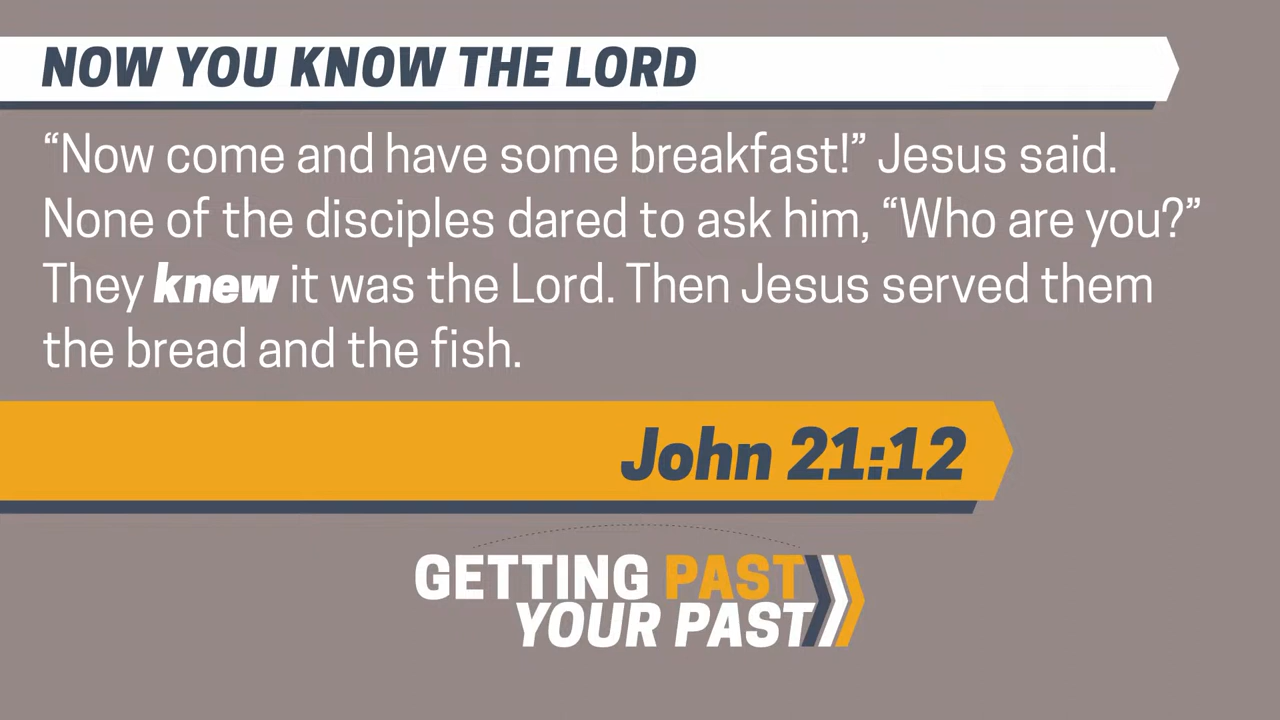 NOW YOU KNOW THE LORD
“Now come and have some breakfast!” Jesus said.
None of the disciples dared to ask him, “Who are you?”
They knew it was the Lord. Then Jesus served them
the bread and the fish.
John 21:12
GETTING PAST
YOUR PAST